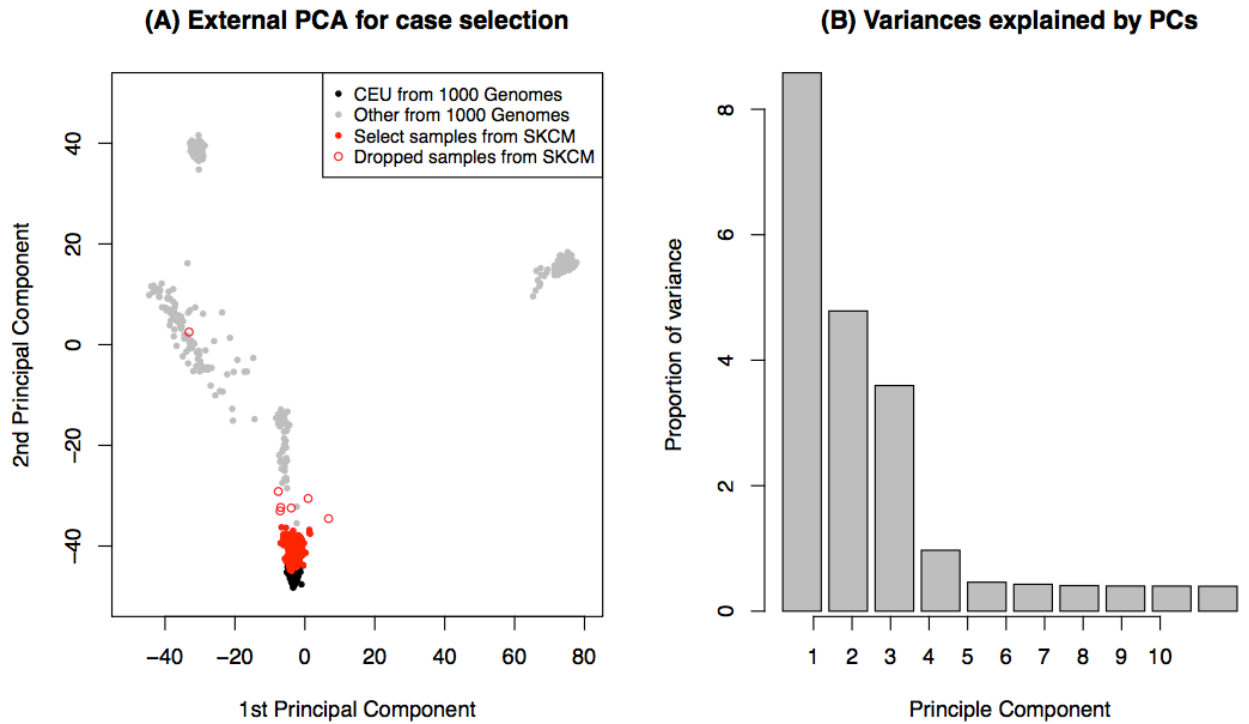 (A) External PCA for case selection
CEU from 1000 Genomes
Other from 1000 Genomes
Select samples from SKCM
Dropped samples from SKCM
2nd Principal Component
40
20
0
−20
−40
−40 −20 0 20 40 60 80
1st Principal Component
(B) Variances explained by PCs
Proportion of variance
8
6
4
2
0
1 2 3 4 5 6 7 8 9 10
Principle Component